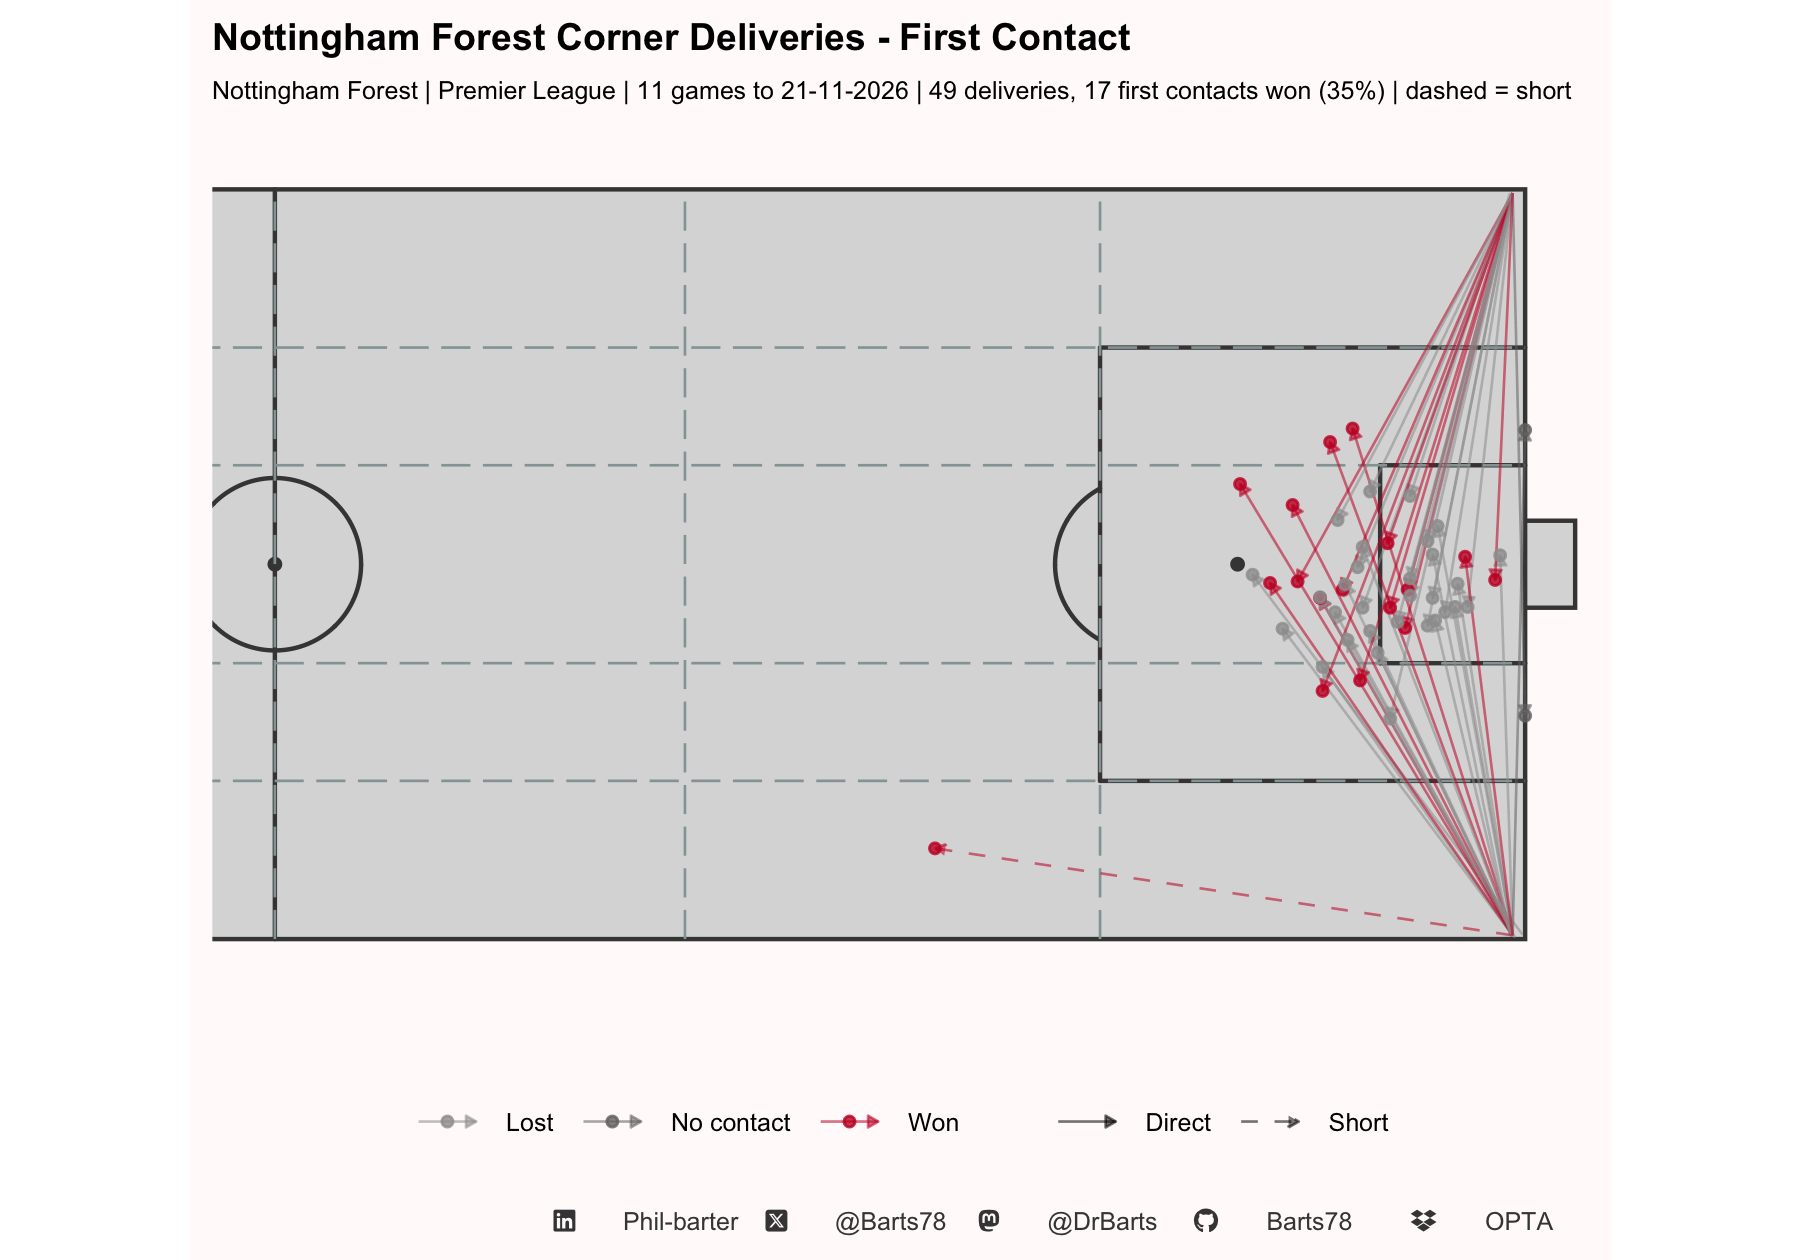 Nottingham Forest Corner Deliveries - First Contact
Nottingham Forest | Premier League | 11 games to 21-11-2026 | 49 deliveries, 17 first contacts won (35%) | dashed = short
Lost No contact Won Direct Short
Phil-barter @Barts78 @DrBarts Barts78 OPTA